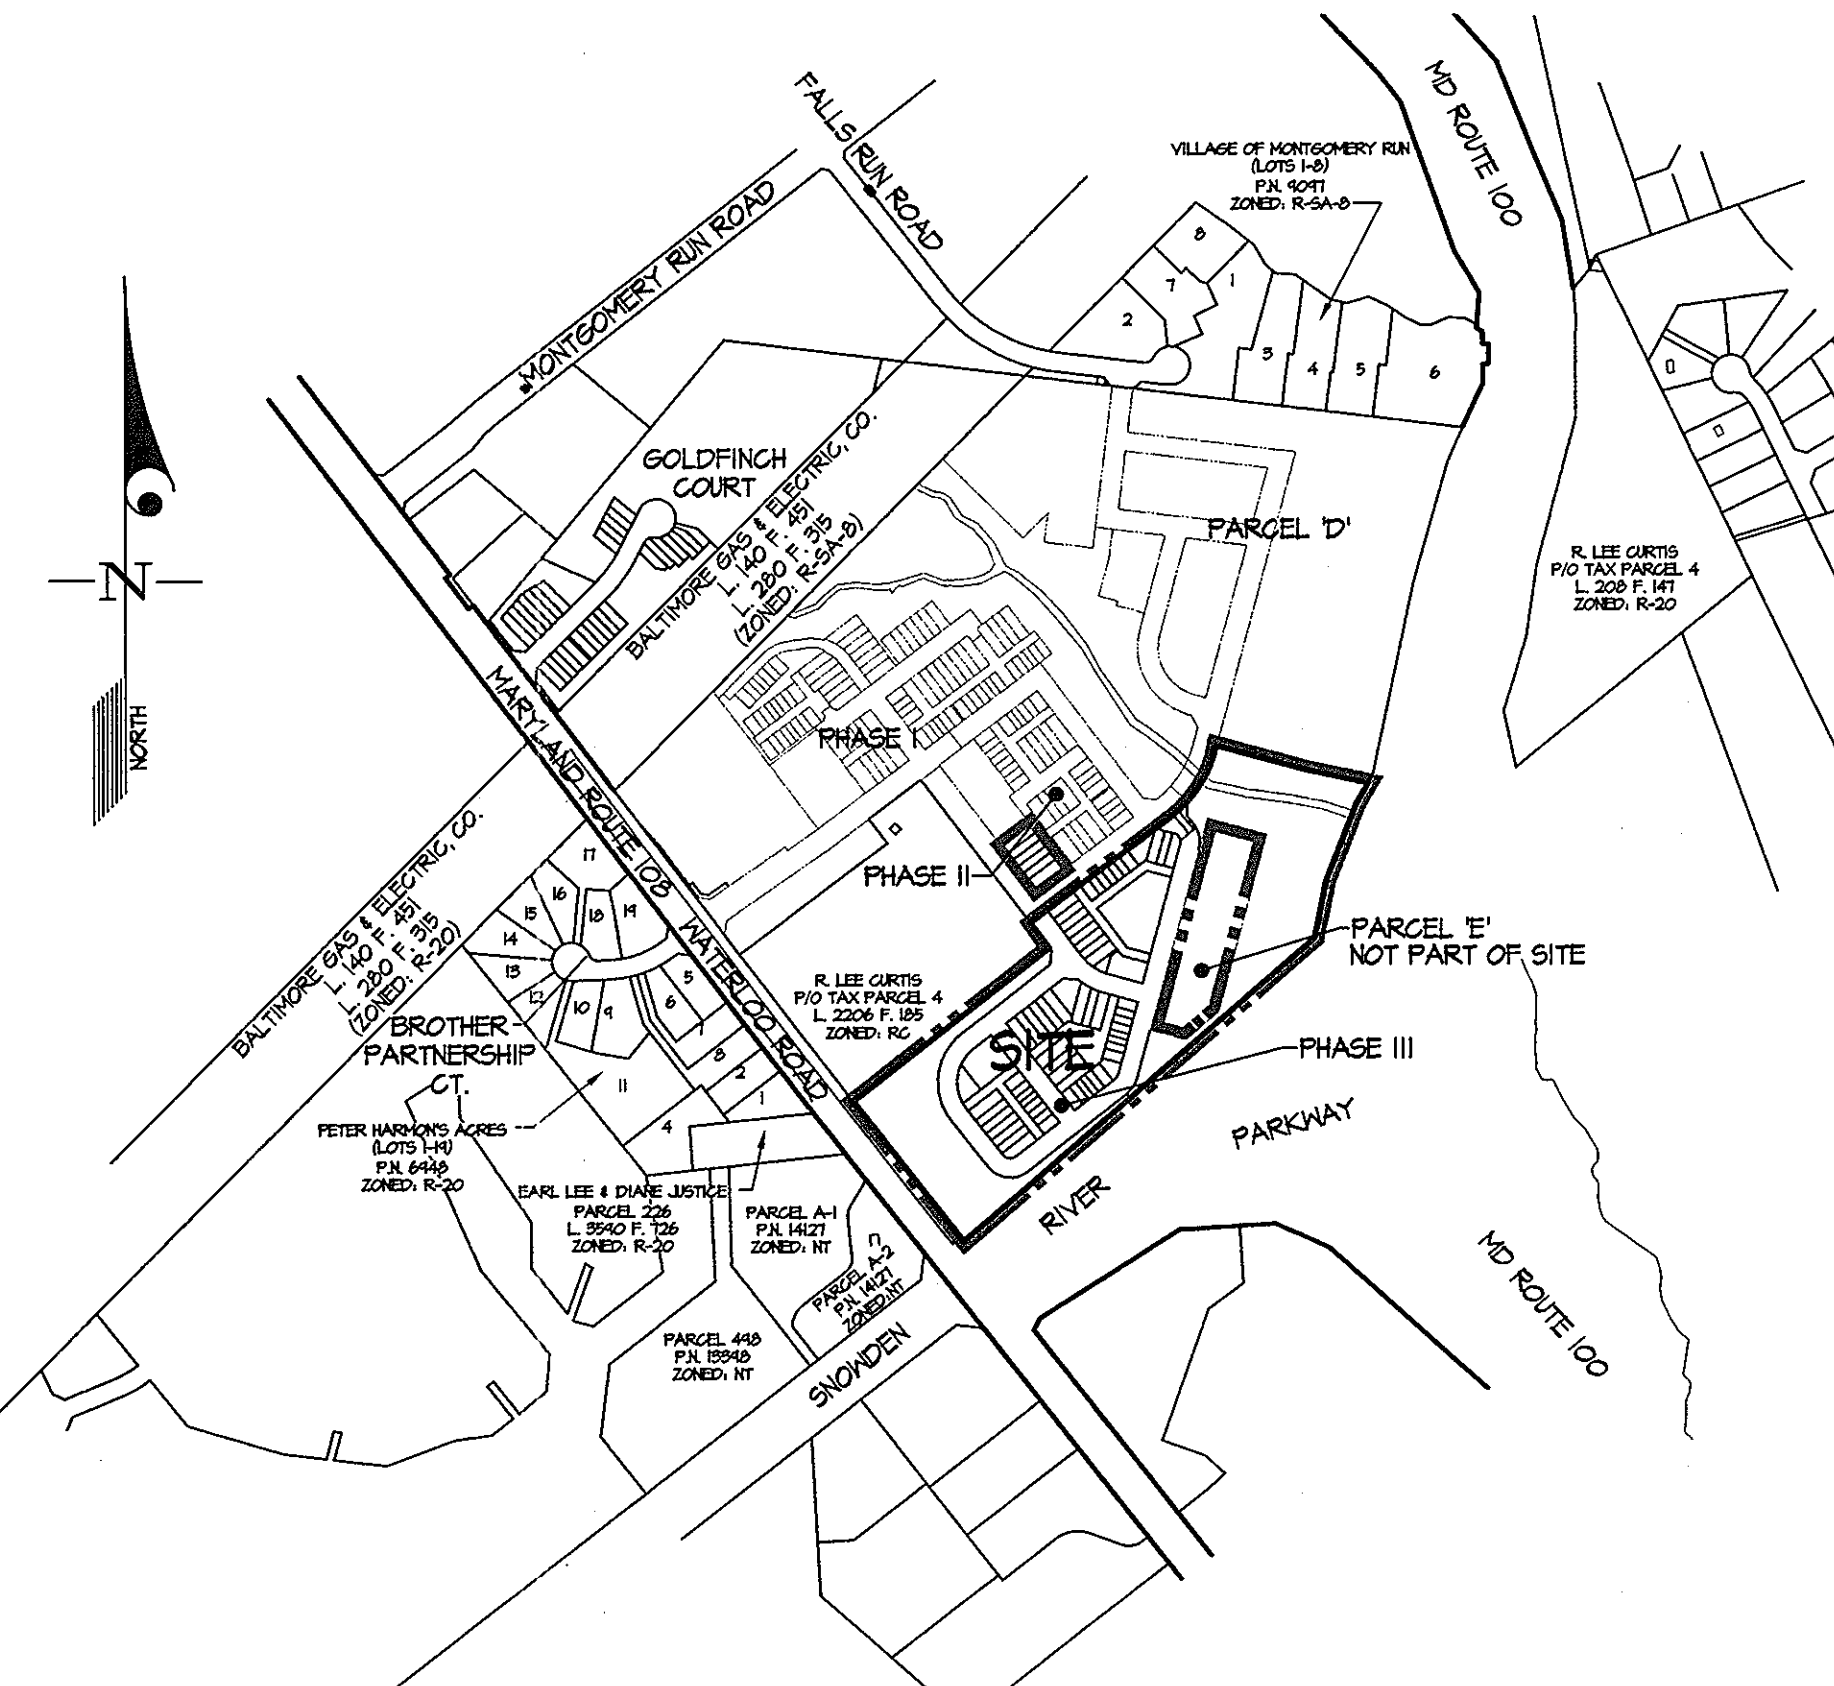 MD ROUTE 100
FALLS RUN ROAD
VILLAGE OF MONTGOMERY RUN
(LOTS 1-8)
P.N. 9097
ZONED: R-SA-8
MONTGOMERY RUN ROAD
8
7
1
2
3
4
5
6
GOLDFINCH
COURT
BALTIMORE GAS & ELECTRIC, CO.
L. 140 F. 451
L. 280 F. 315
(ZONED: R-SA-8)
PARCEL 'D'
R. LEE CURTIS
P/O TAX PARCEL 4
L. 208 F. 147
ZONED: R-20
N
NORTH
MARYLAND ROUTE 108
WATERLOO ROAD
PHASE I
PHASE II
PARCEL 'E'
NOT PART OF SITE
BALTIMORE GAS & ELECTRIC, CO.
L. 140 F. 451
L. 280 F. 315
(ZONED: R-20)
17
16
15
18
19
14
13
12
10
9
5
6
7
8
11
2
1
4
R. LEE CURTIS
P/O TAX PARCEL 4
L. 2206 F. 185
ZONED: RC
BROTHER-
PARTNERSHIP
CT.
SITE
PHASE III
PETER HARMON'S ACRES
(LOTS 1-19)
P.N. 6948
ZONED: R-20
EARL LEE & DIANE JUSTICE
PARCEL 226
L. 3590 F. 726
ZONED: R-20
PARCEL A-1
P.N. 14127
ZONED: NT
PARCEL A-2
P.N. 14127
ZONED: NT
PARCEL 448
P.N. 13348
ZONED: NT
SNOWDEN
RIVER
PARKWAY
MD ROUTE 100